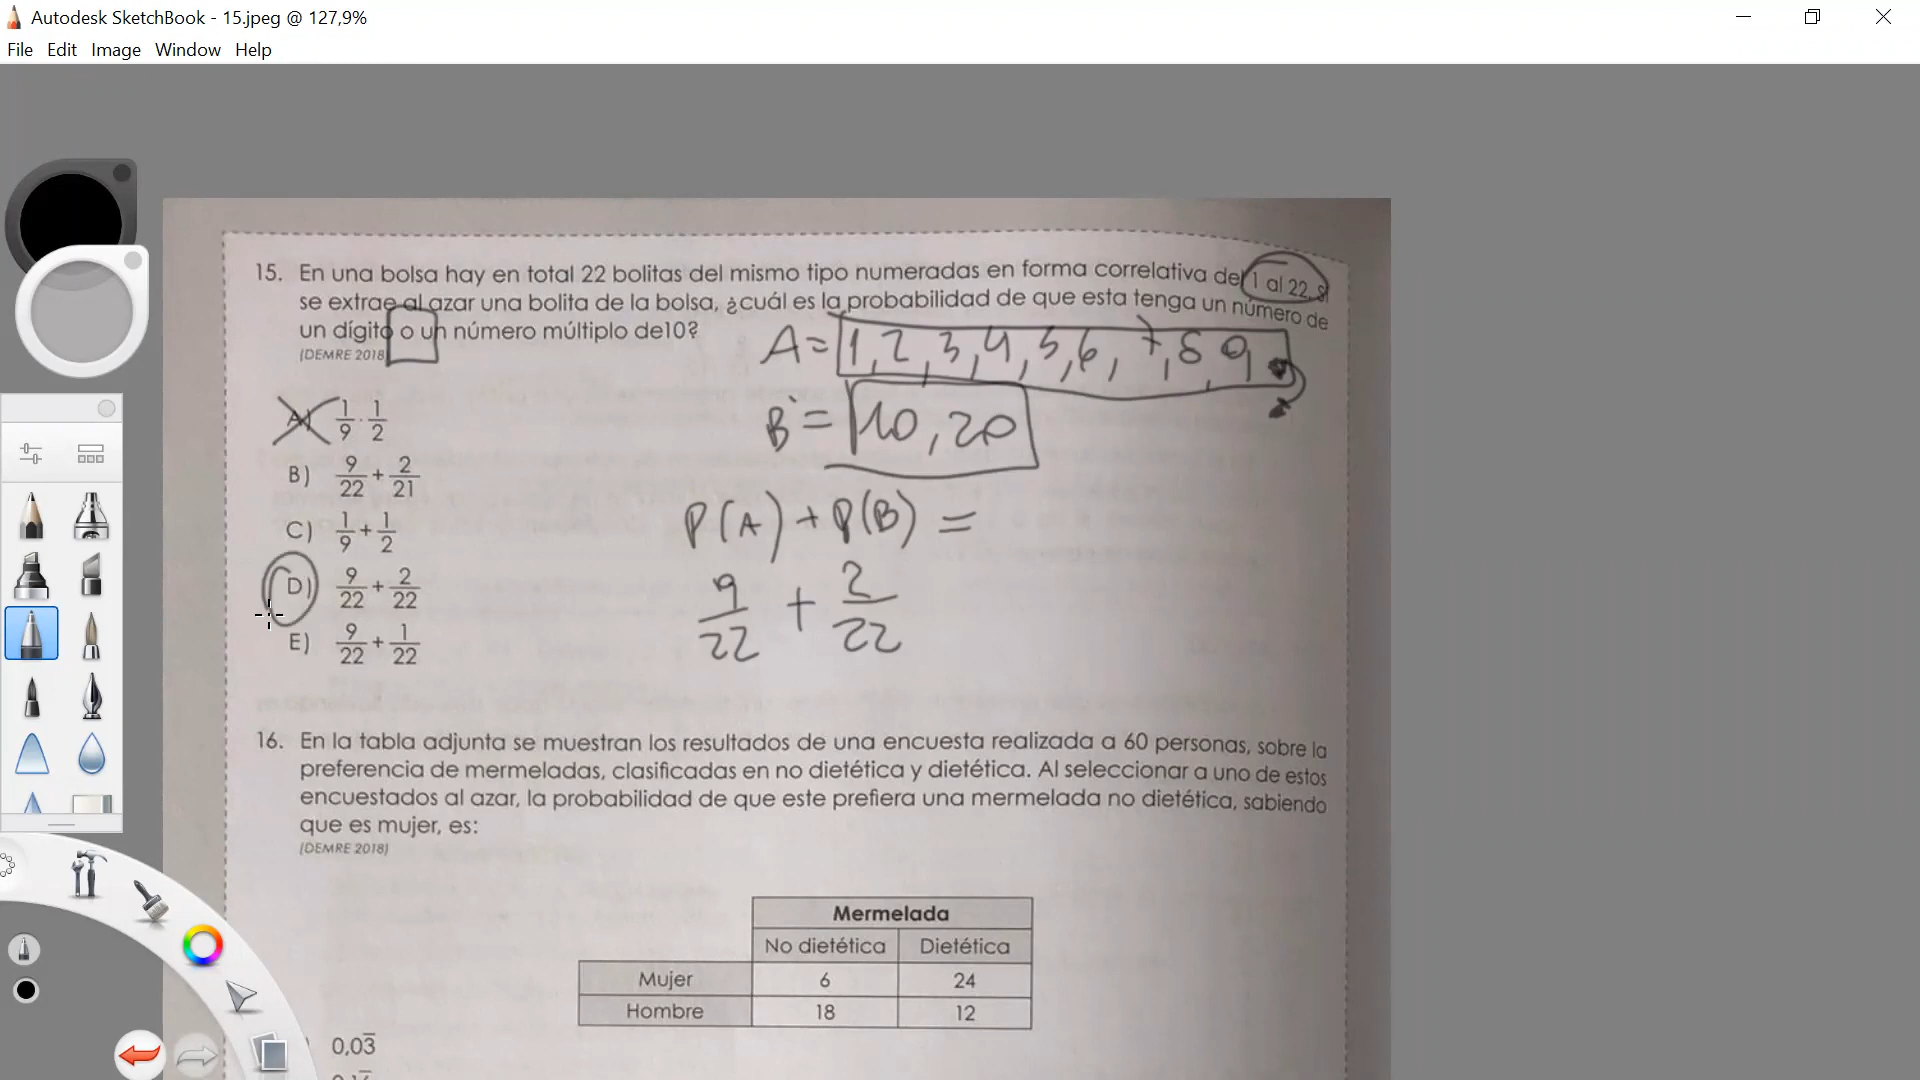 Autodesk SketchBook - 15.jpeg @ 127,9%
File Edit Image Window Help
15. En una bolsa hay en total 22 bolitas del mismo tipo numeradas en forma correlativa del 1 al 22, si
se extrae al azar una bolita de la bolsa, ¿cuál es la probabilidad de que esta tenga un número de
un dígito o un número múltiplo de10?
(DEMRE 2018
A = 1, 2, 3, 4, 5, 6, 7, 8, 9
B = 10, 20
P(A) + P(B) =
9/22 + 2/22
A) 1/9 · 1/2
B) 9/22 + 2/21
C) 1/9 + 1/2
D) 9/22 + 2/22
E) 9/22 + 1/22
16. En la tabla adjunta se muestran los resultados de una encuesta realizada a 60 personas, sobre la
preferencia de mermeladas, clasificadas en no dietética y dietética. Al seleccionar a uno de estos
encuestados al azar, la probabilidad de que este prefiera una mermelada no dietética, sabiendo
que es mujer, es:
(DEMRE 2018)
Mermelada
No dietética Dietética
Mujer 6 24
Hombre 18 12
0,03̅